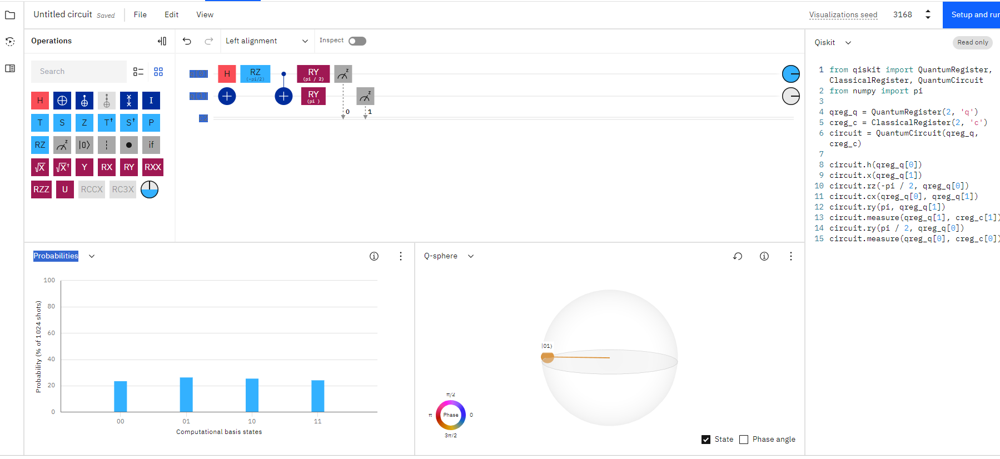 Untitled circuit Saved File Edit View Visualizations seed 3168 Setup and run
Operations Left alignment Inspect Qiskit Read only
Search
q[0] H RZ (-pi/2) RY (pi / 2) z
q[1] RY (pi ) z
0 1
c2
H I
T S Z T† S† P
RZ z |0⟩ if
√X √X† Y RX RY RXX
RZZ U RCCX RC3X
1 from qiskit import QuantumRegister,
ClassicalRegister, QuantumCircuit
2 from numpy import pi
3
4 qreg_q = QuantumRegister(2, 'q')
5 creg_c = ClassicalRegister(2, 'c')
6 circuit = QuantumCircuit(qreg_q,
creg_c)
7
8 circuit.h(qreg_q[0])
9 circuit.x(qreg_q[1])
10 circuit.rz(-pi / 2, qreg_q[0])
11 circuit.cx(qreg_q[0], qreg_q[1])
12 circuit.ry(pi, qreg_q[1])
13 circuit.measure(qreg_q[1], creg_c[1])
14 circuit.ry(pi / 2, qreg_q[0])
15 circuit.measure(qreg_q[0], creg_c[0])
Probabilities
Probability (% of 1024 shots)
100
80
60
40
20
0
00 01 10 11
Computational basis states
Q-sphere
|01⟩
π/2
π Phase 0
3π/2
State Phase angle